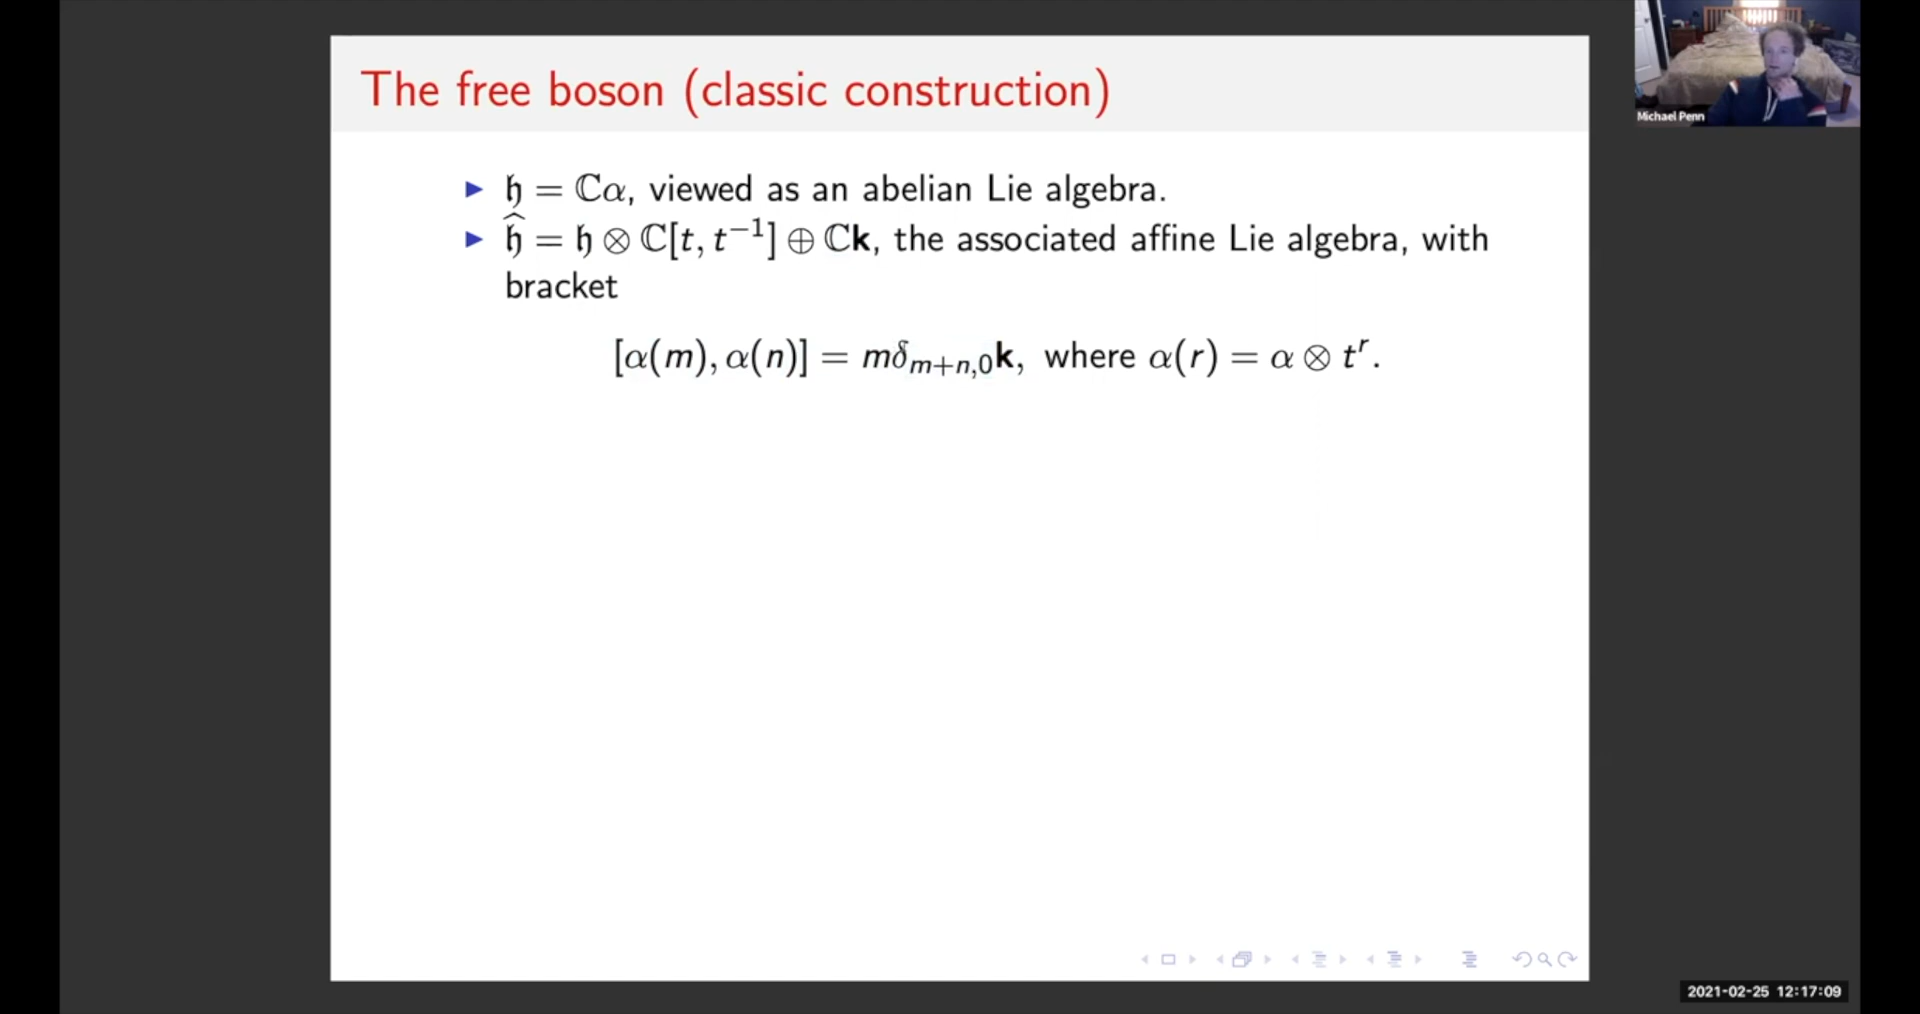 The free boson (classic construction)
Michael Penn
▶ 𝔥 = ℂα, viewed as an abelian Lie algebra.
▶ 𝔥̂ = 𝔥 ⊗ ℂ[t, t⁻¹] ⊕ ℂ𝐤, the associated affine Lie algebra, with
bracket
[α(m), α(n)] = mδ_{m+n,0}𝐤, where α(r) = α ⊗ tʳ.
2021-02-25 12:17:09